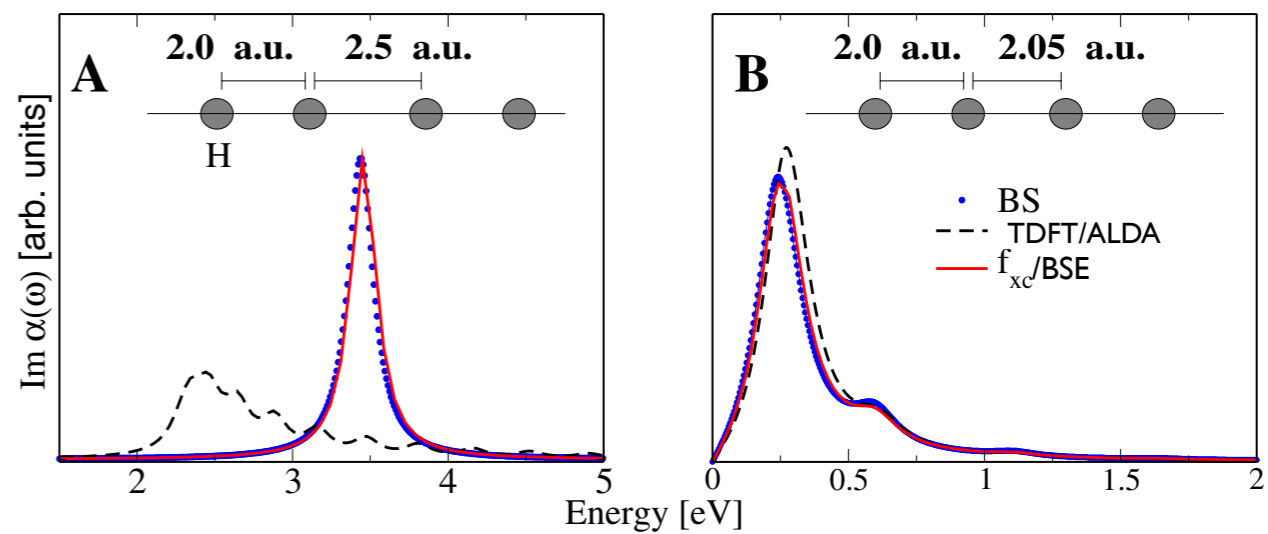 A
2.0 a.u. 2.5 a.u.
H
Im α(ω) [arb. units]
2 3 4 5
B
2.0 a.u. 2.05 a.u.
BS
TDFT/ALDA
fxc/BSE
0 0.5 1 1.5 2
Energy [eV]